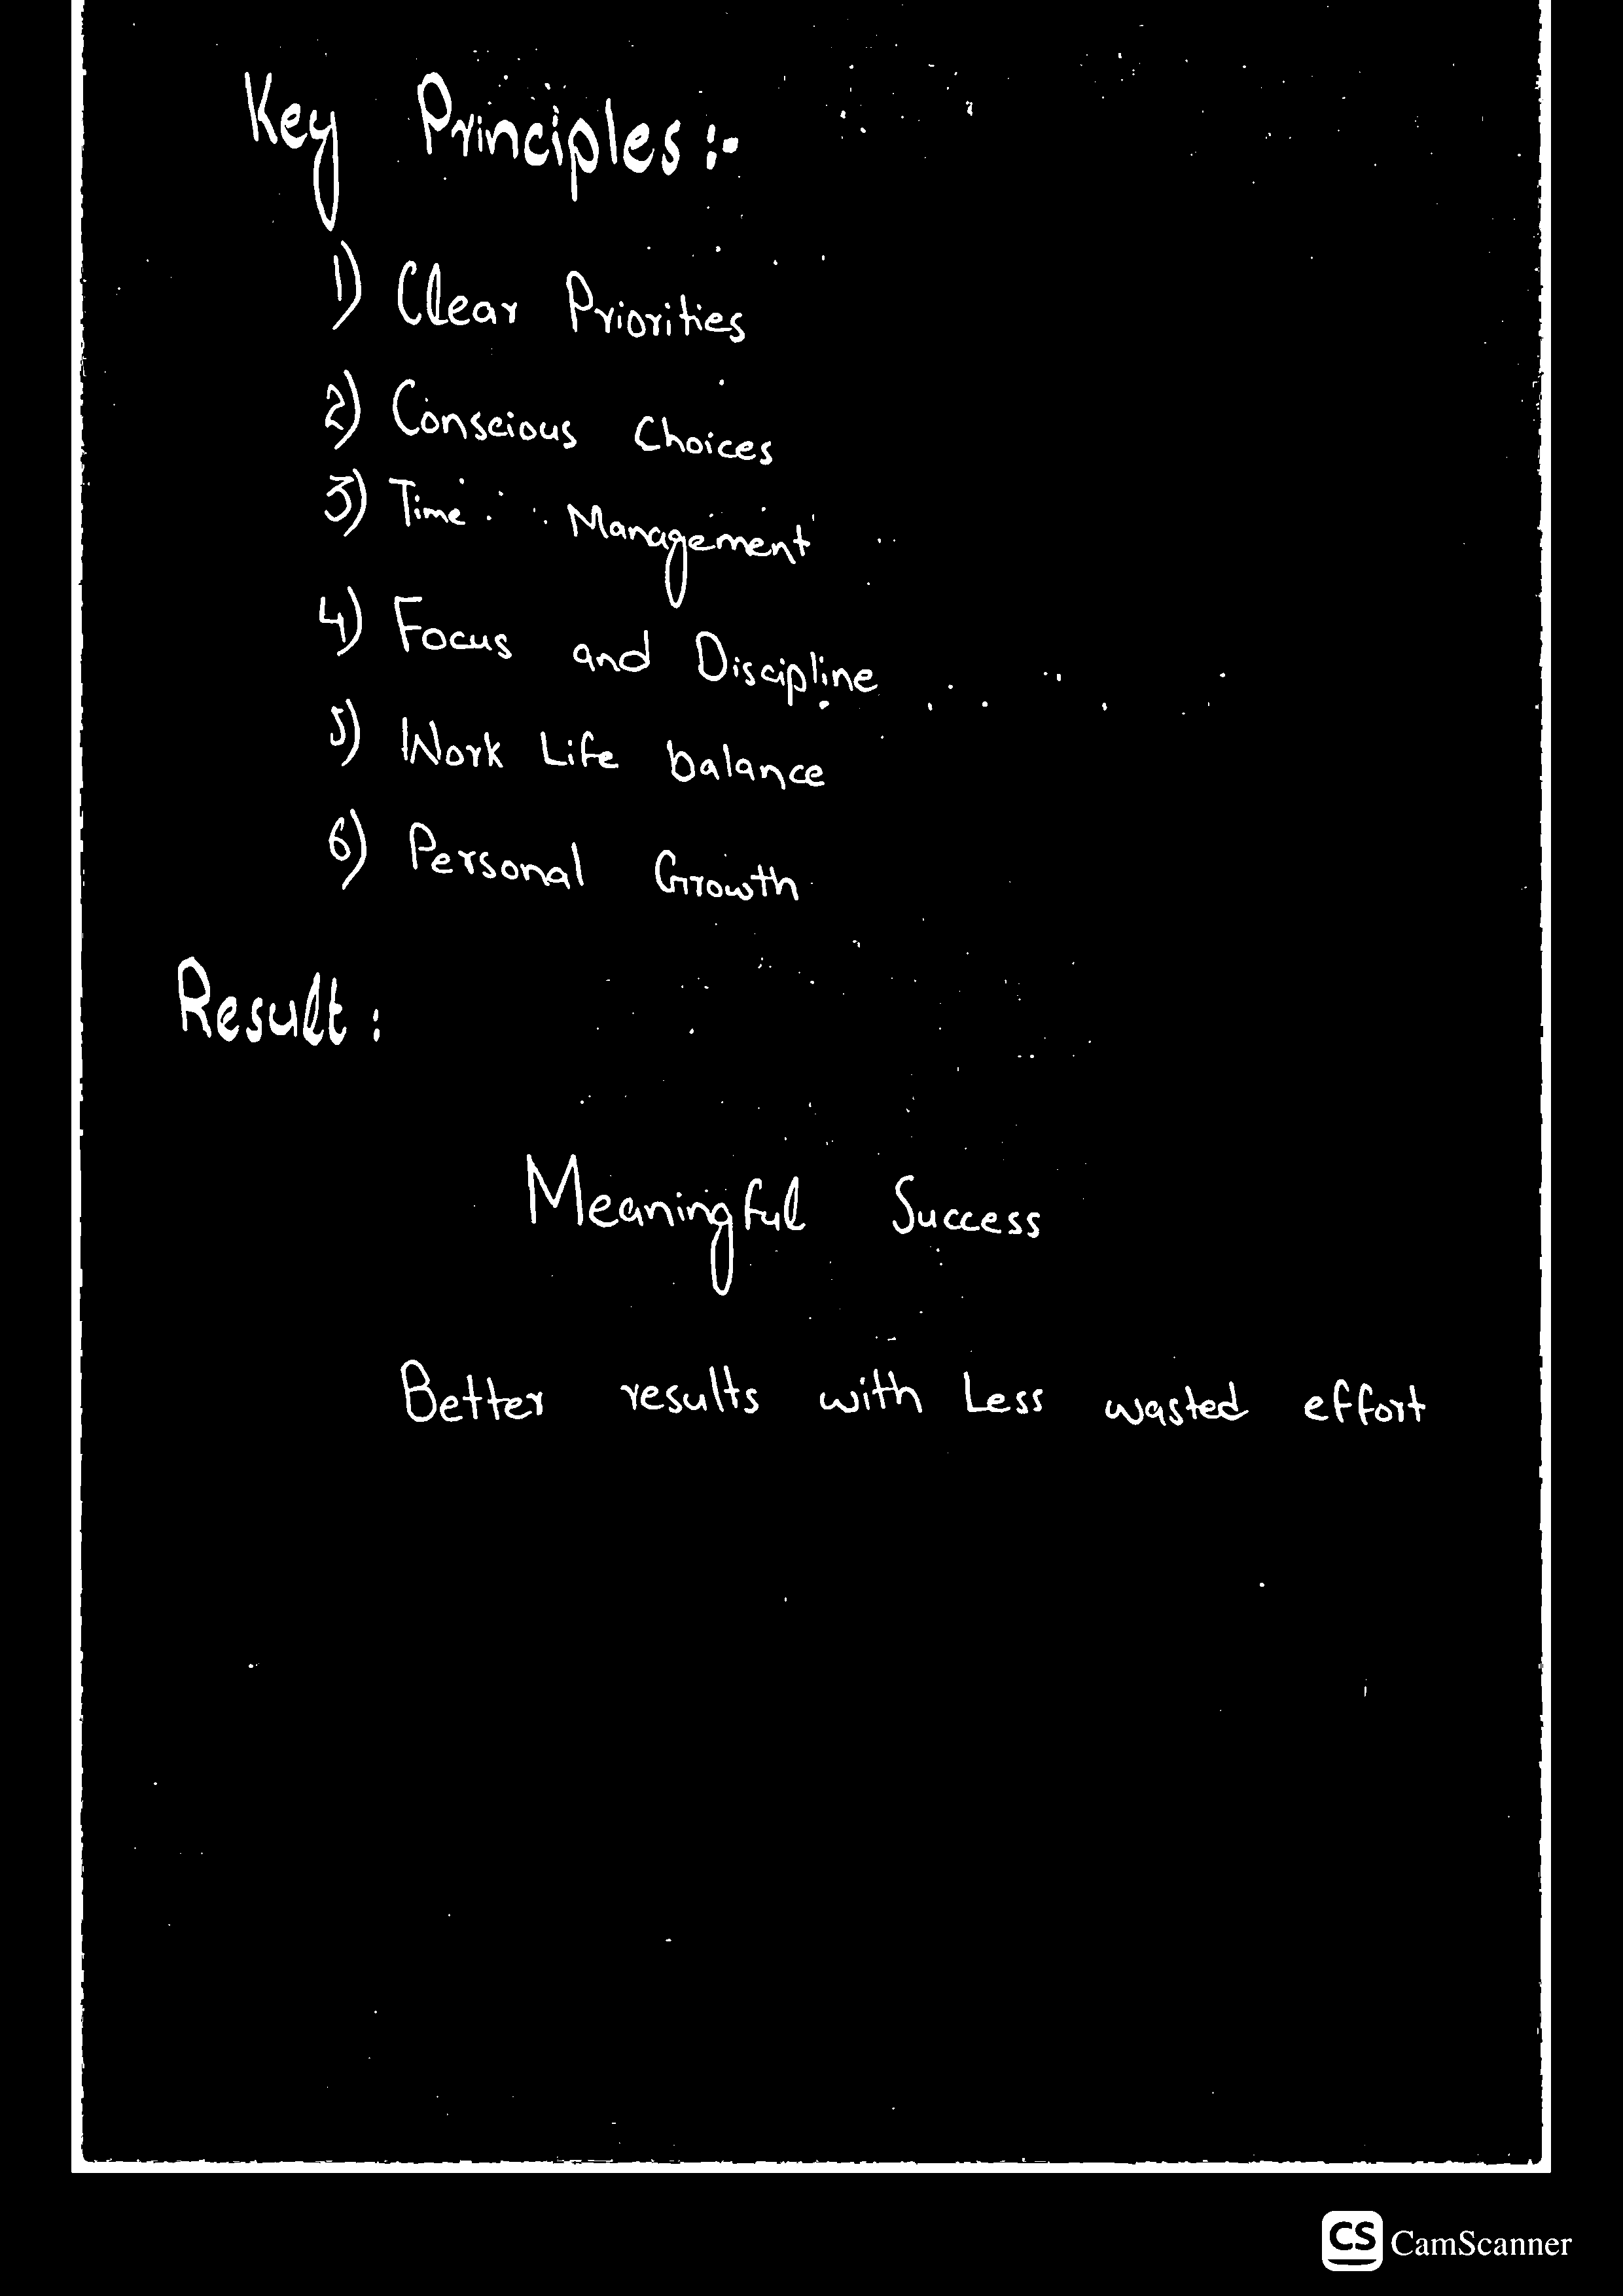 Key Principles:-
1) Clear Priorities
2) Conscious Choices
3) Time Management
4) Focus and Discipline
5) Work Life balance
6) Personal Growth
Result:
Meaningful Success
Better results with Less wasted effort
CS CamScanner